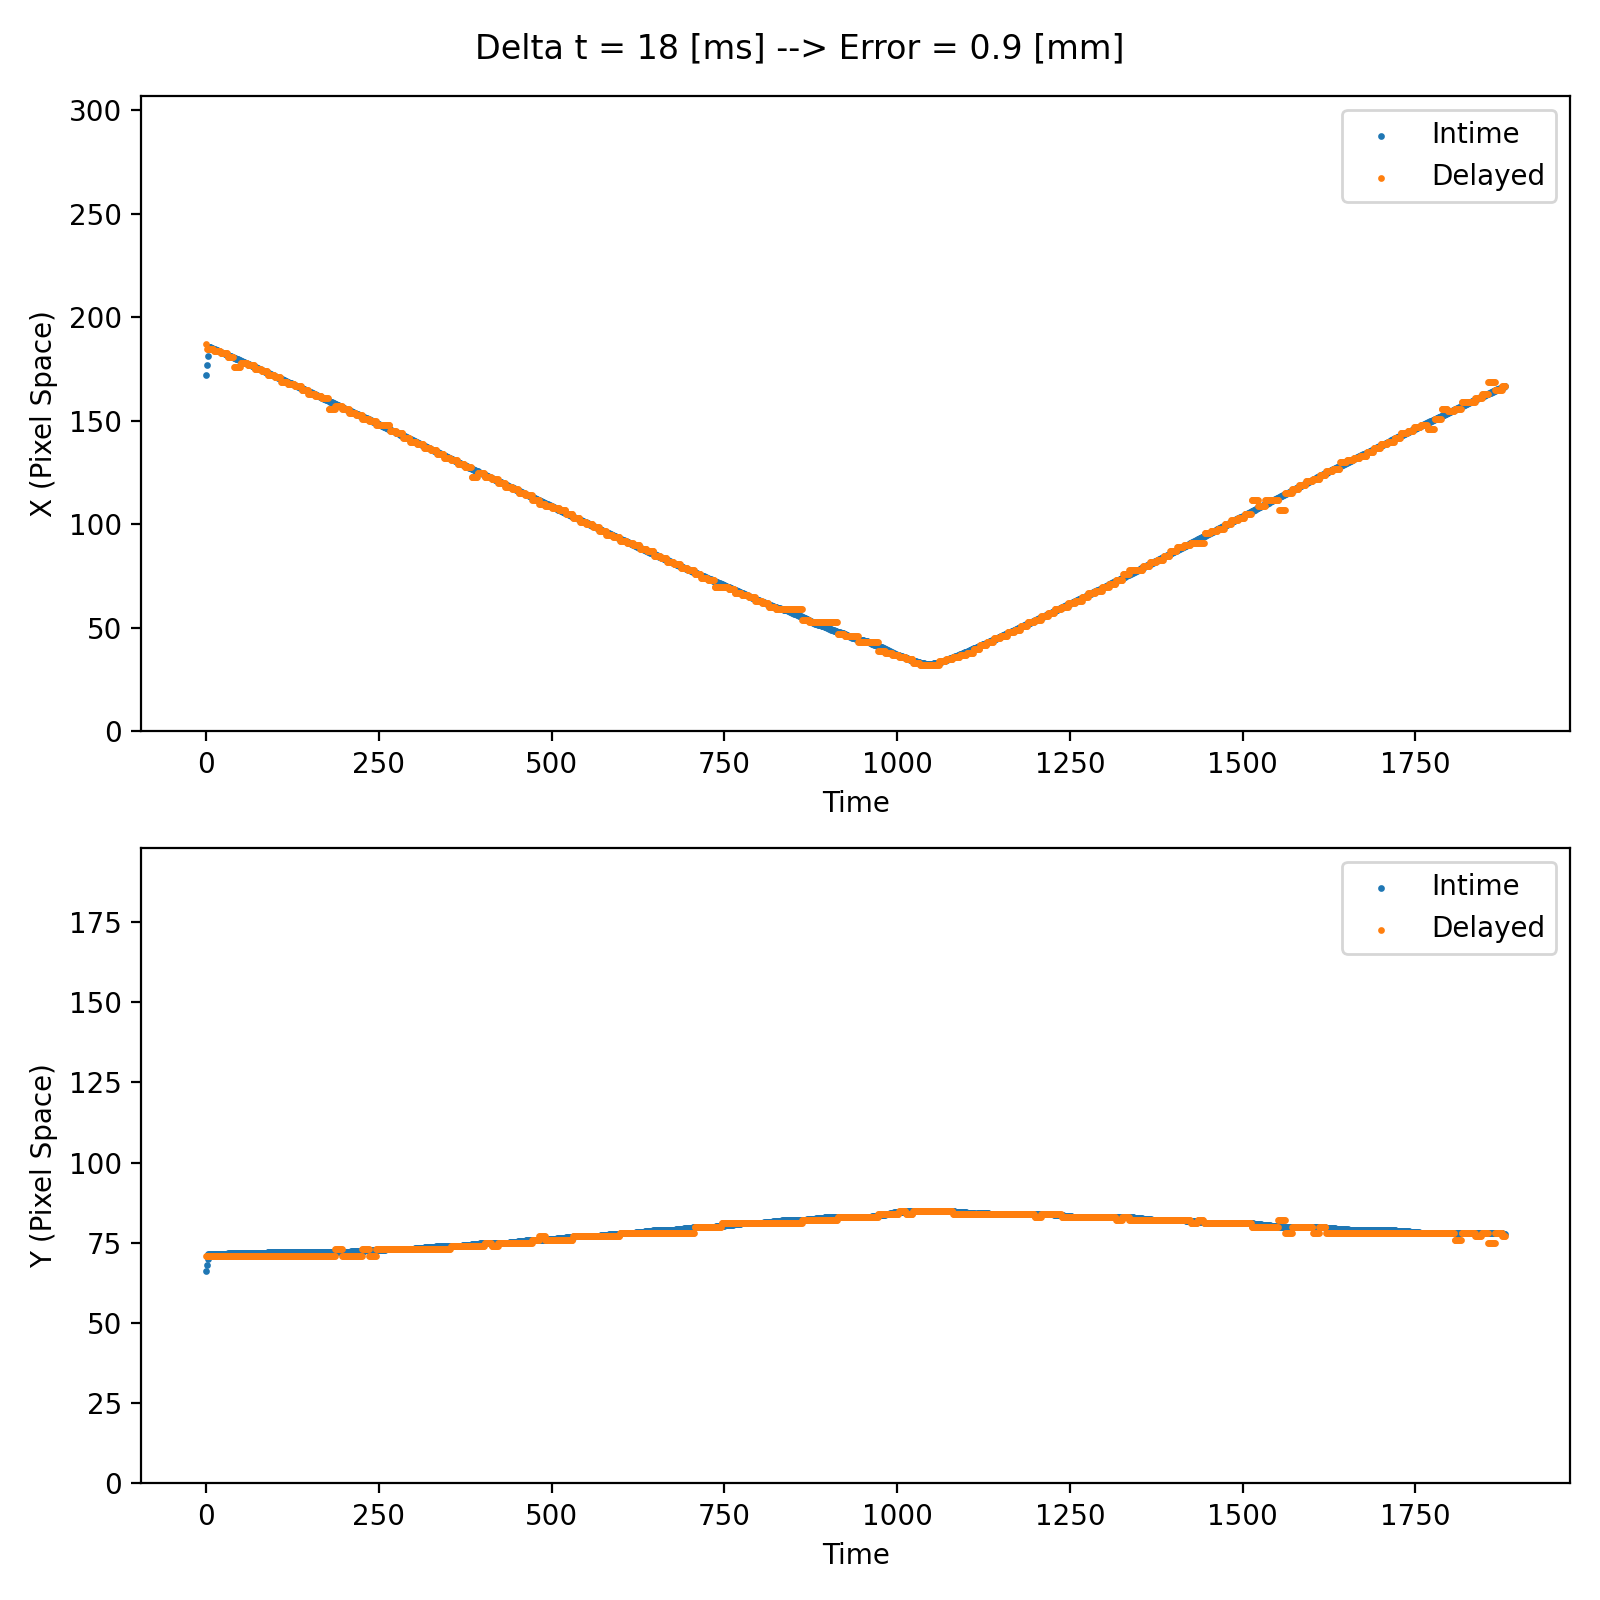 Delta t = 18 [ms] --> Error = 0.9 [mm]
300
250
200
150
100
50
0
X (Pixel Space)
Intime
Delayed
0 250 500 750 1000 1250 1500 1750
Time
175
150
125
100
75
50
25
0
Y (Pixel Space)
Intime
Delayed
0 250 500 750 1000 1250 1500 1750
Time